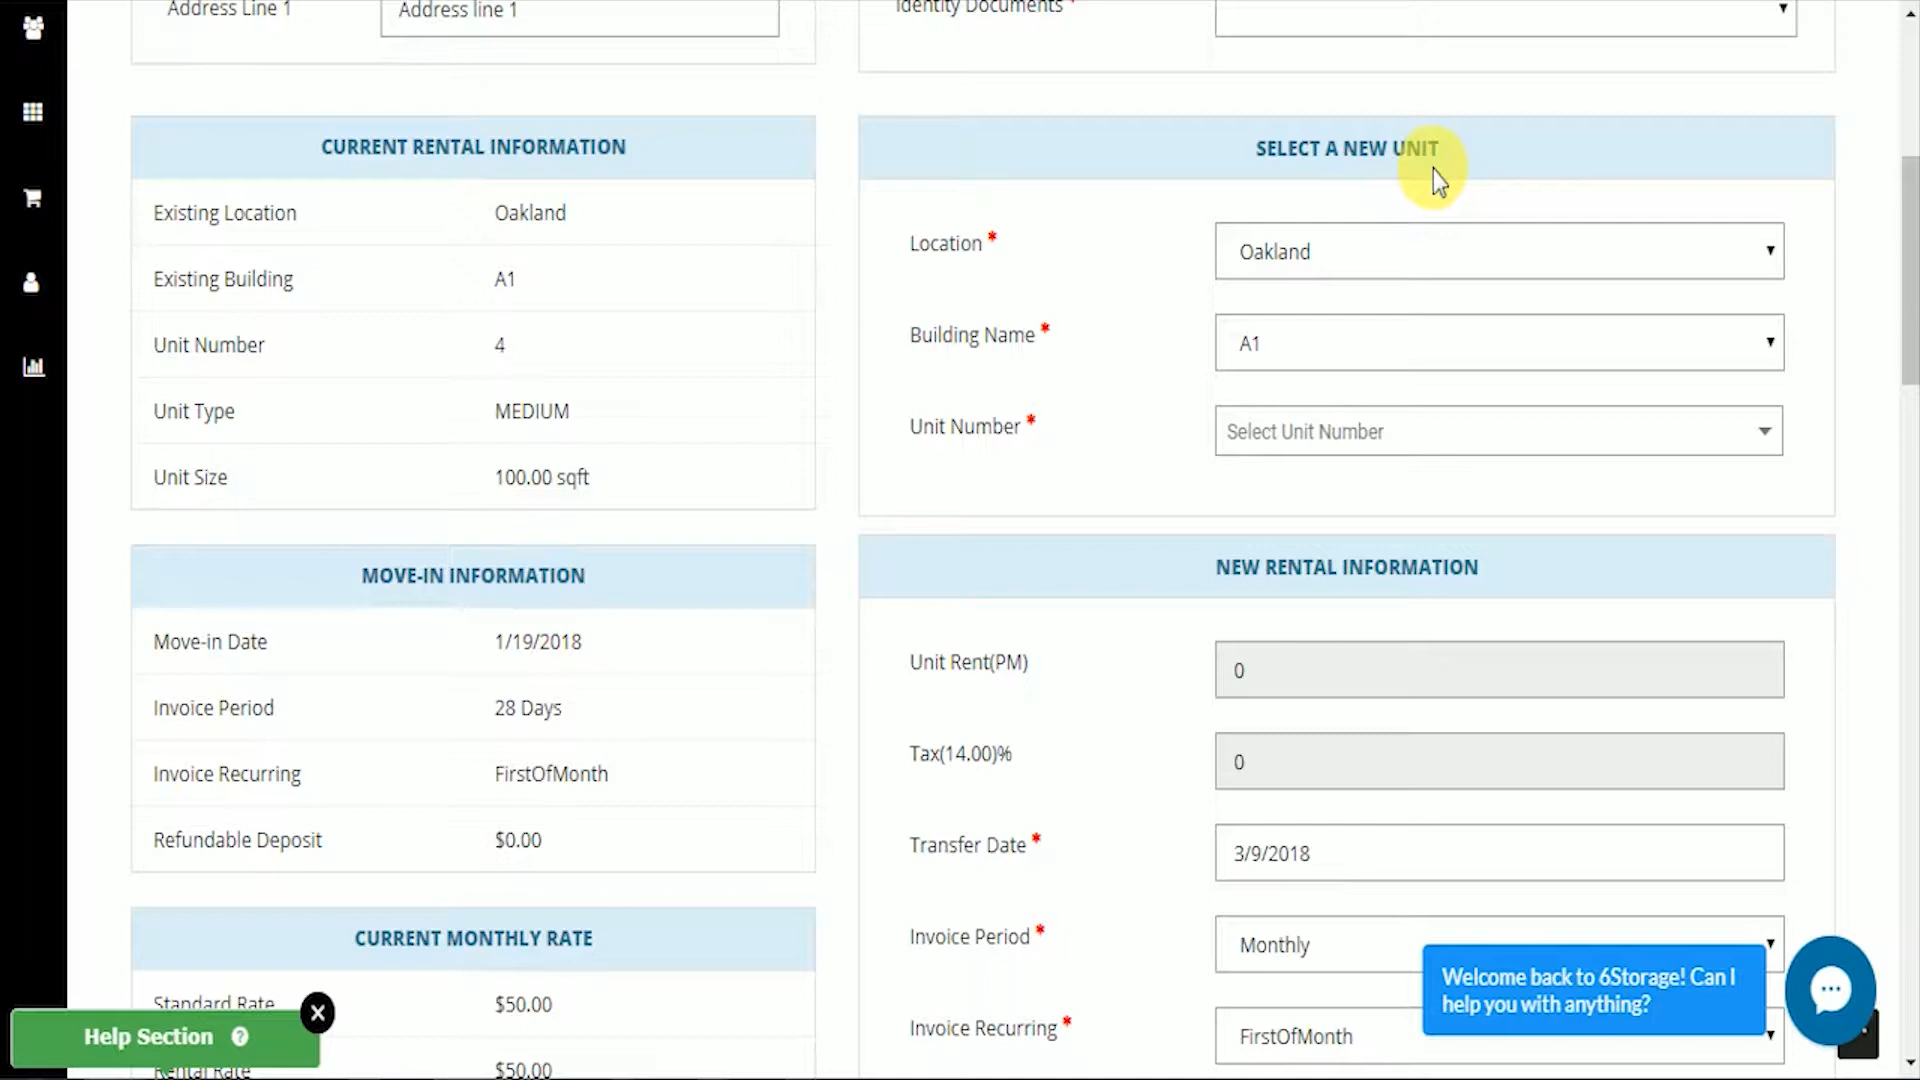 Address Line 1
Address line 1
Identity Documents *
CURRENT RENTAL INFORMATION
Existing Location Oakland
Existing Building A1
Unit Number 4
Unit Type MEDIUM
Unit Size 100.00 sqft
MOVE-IN INFORMATION
Move-in Date 1/19/2018
Invoice Period 28 Days
Invoice Recurring FirstOfMonth
Refundable Deposit $0.00
CURRENT MONTHLY RATE
Standard Rate $50.00
Rental Rate $50.00
SELECT A NEW UNIT
Location * Oakland
Building Name * A1
Unit Number * Select Unit Number
NEW RENTAL INFORMATION
Unit Rent(PM) 0
Tax(14.00)% 0
Transfer Date * 3/9/2018
Invoice Period * Monthly
Invoice Recurring * FirstOfMonth
Welcome back to 6Storage! Can I
help you with anything?
Help Section ?